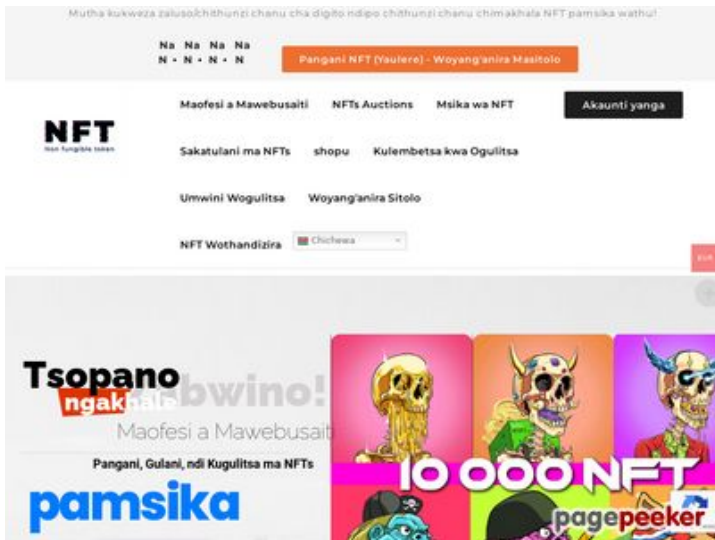 Mutha kukweza zaluso/chithunzi chanu cha digito ndipo chithunzi chanu chimakhala NFT pamsika wathu!
Na Na Na Na
N • N • N • N
Pangani NFT (Yaulere) - Woyang'anira Masitolo
NFT
Non fungible token
Maofesi a Mawebusaiti NFTs Auctions Msika wa NFT
Akaunti yanga
Sakatulani ma NFTs shopu Kulembetsa kwa Ogulitsa
Umwini Wogulitsa Woyang'anira Sitolo
NFT Wothandizira Chichewa
EUR
Tsopano
ngakhale
bwino!
Maofesi a Mawebusaiti
Pangani, Gulani, ndi Kugulitsa ma NFTs
pamsika
10 000 NFT
pagepeeker